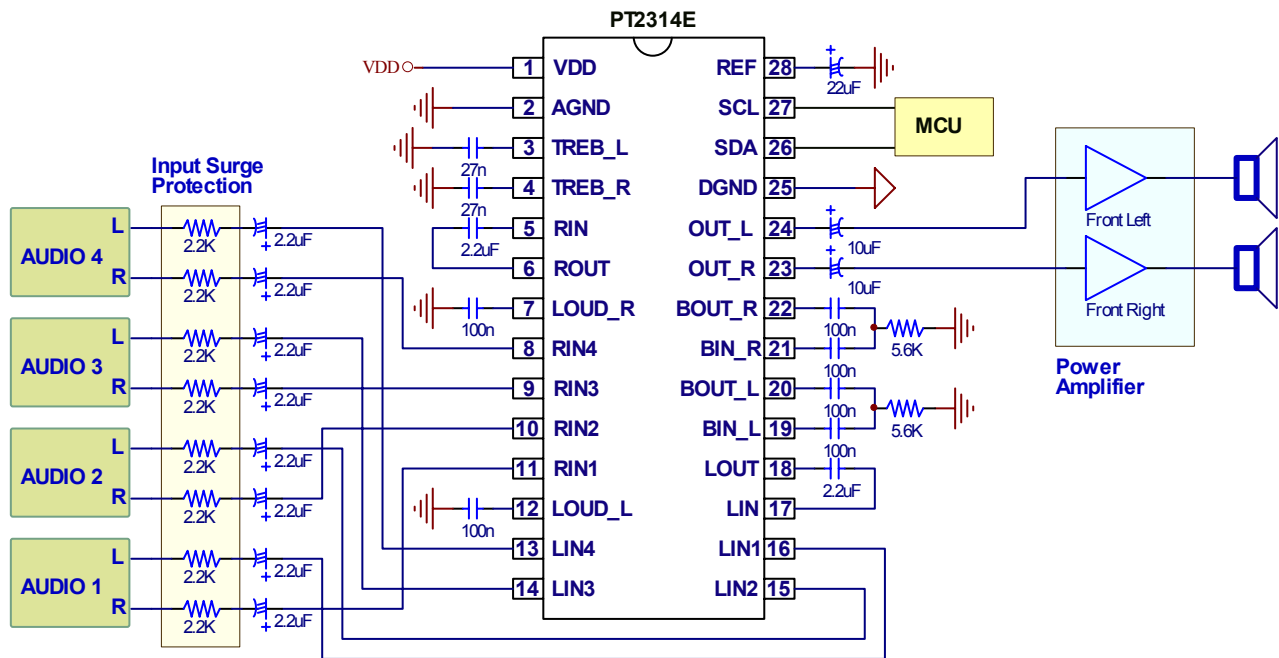 PT2314E
VDD
1 VDD
2 AGND
3 TREB_L
27n
4 TREB_R
27n
5 RIN
2.2uF
6 ROUT
7 LOUD_R
100n
8 RIN4
9 RIN3
10 RIN2
11 RIN1
12 LOUD_L
100n
13 LIN4
14 LIN3
REF 28
22uF
SCL 27
SDA 26
MCU
DGND 25
OUT_L 24
10uF
OUT_R 23
10uF
BOUT_R 22
100n
BIN_R 21
100n
5.6K
BOUT_L 20
100n
BIN_L 19
100n
5.6K
LOUT 18
2.2uF
LIN 17
LIN1 16
LIN2 15
Input Surge
Protection
AUDIO 4
L
2.2K
+ 2.2uF
R
2.2K
+ 2.2uF
AUDIO 3
L
2.2K
+ 2.2uF
R
2.2K
+ 2.2uF
AUDIO 2
L
2.2K
+ 2.2uF
R
2.2K
+ 2.2uF
AUDIO 1
L
2.2K
+ 2.2uF
R
2.2K
+ 2.2uF
+
+
+
Front Left
Front Right
Power
Amplifier